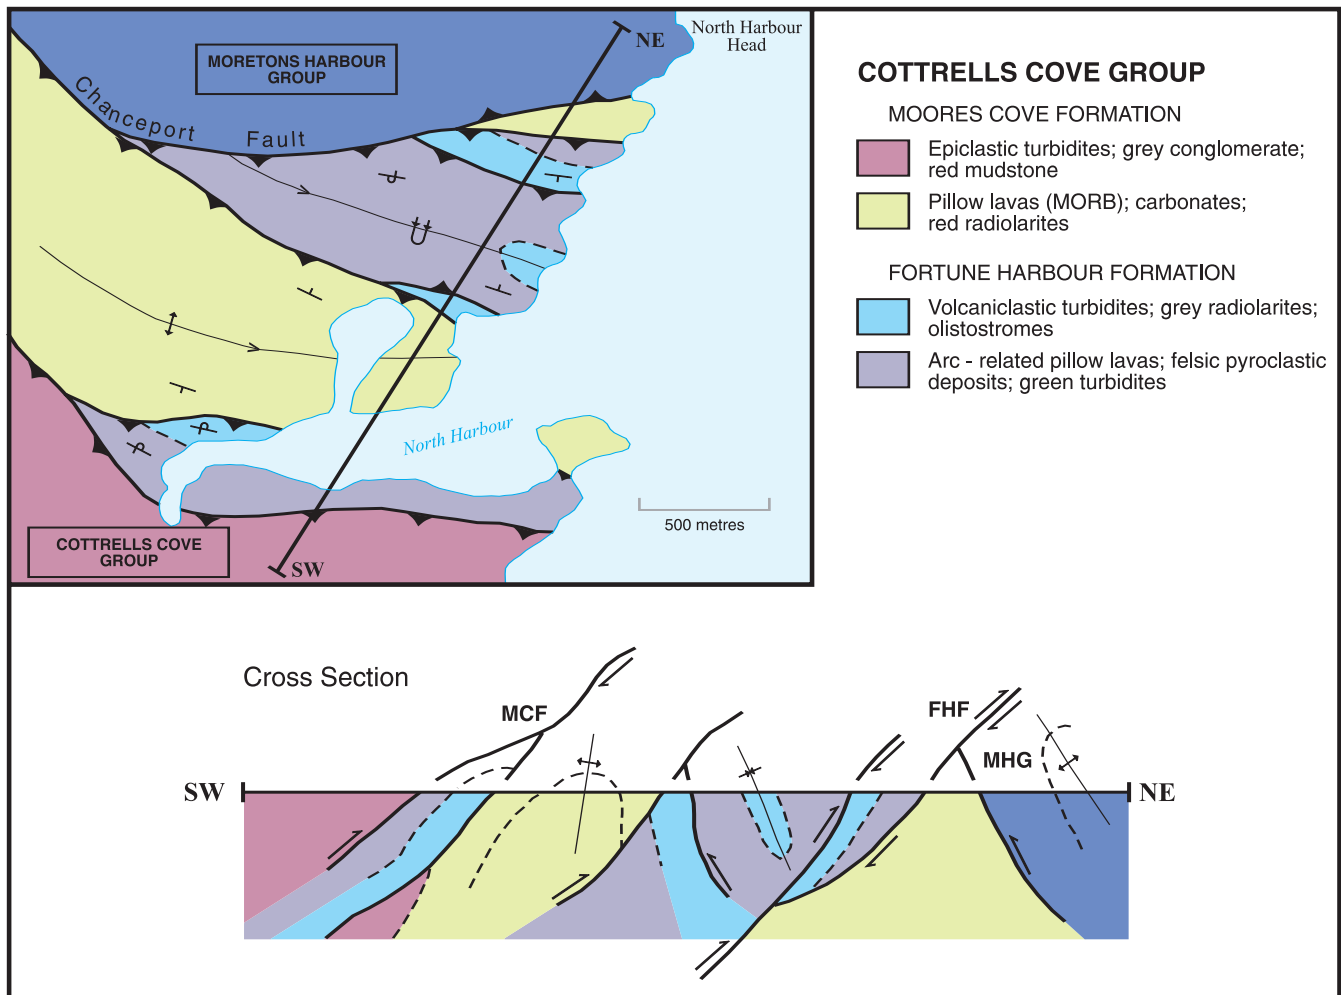 NE
North Harbour
Head
MORETONS HARBOUR
GROUP
Chanceport Fault
North Harbour
500 metres
COTTRELLS COVE
GROUP
SW
COTTRELLS COVE GROUP
MOORES COVE FORMATION
Epiclastic turbidites; grey conglomerate;
red mudstone
Pillow lavas (MORB); carbonates;
red radiolarites
FORTUNE HARBOUR FORMATION
Volcaniclastic turbidites; grey radiolarites;
olistostromes
Arc - related pillow lavas; felsic pyroclastic
deposits; green turbidites
Cross Section
MCF
FHF
MHG
SW
NE